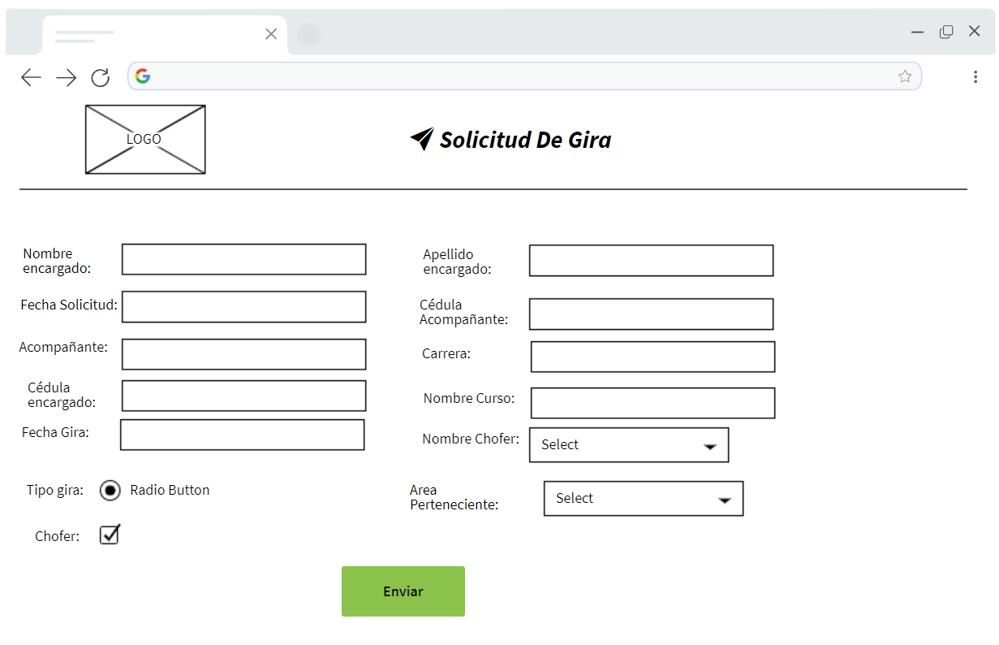 LOGO
Solicitud De Gira
Nombre
encargado:
Apellido
encargado:
Fecha Solicitud:
Cédula
Acompañante:
Acompañante:
Carrera:
Cédula
encargado:
Nombre Curso:
Fecha Gira:
Nombre Chofer:
Select
Tipo gira:
Radio Button
Area
Perteneciente:
Select
Chofer:
Enviar